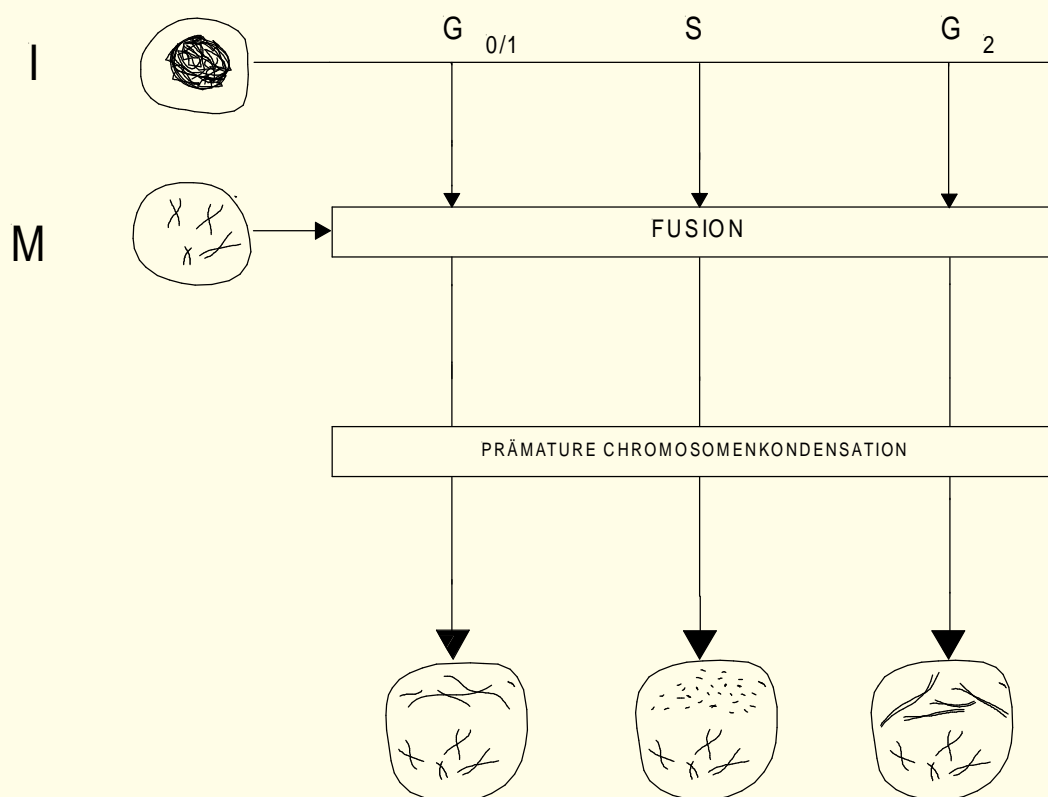 G 0/1 S G 2
I
M
FUSION
PRÄMATURE CHROMOSOMENKONDENSATION